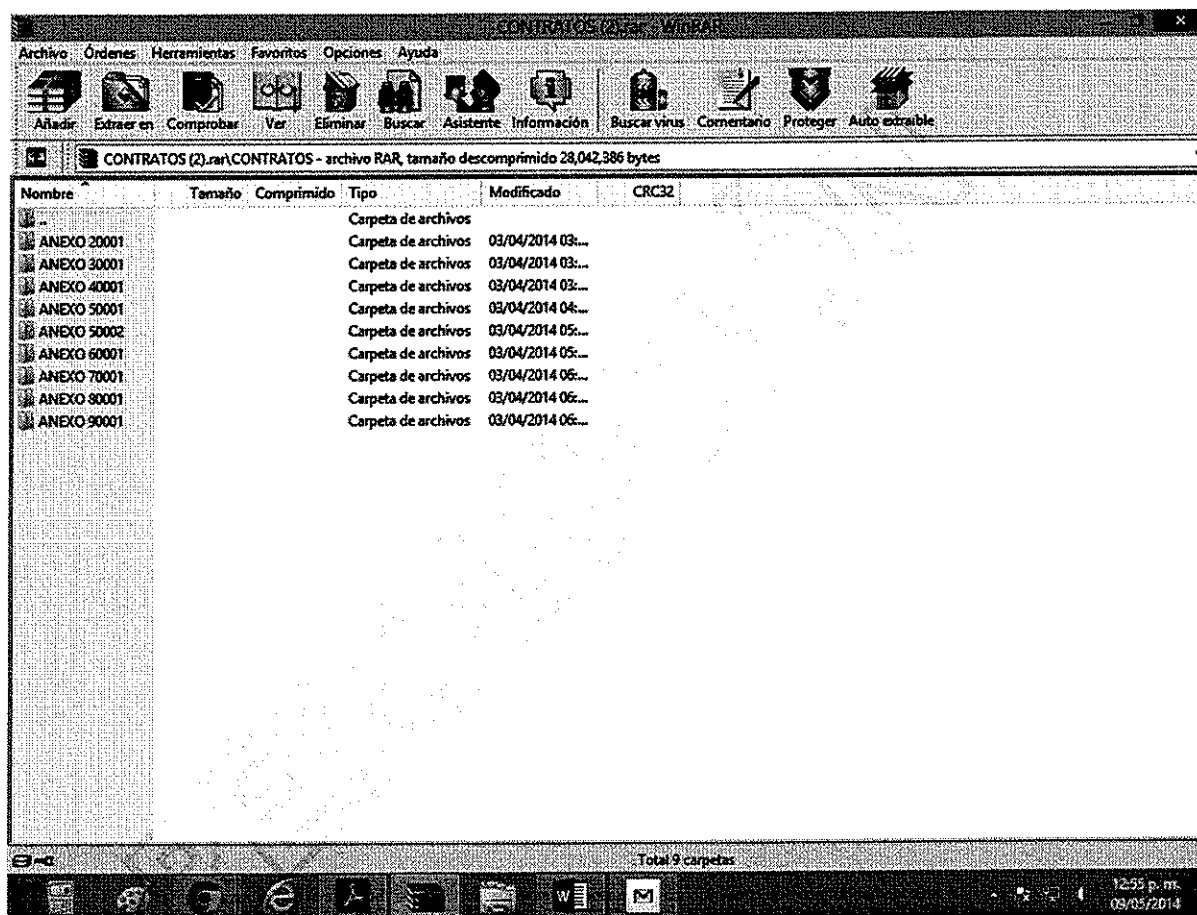 CONTRATOS (2).rar - WinRAR
Archivo Órdenes Herramientas Favoritos Opciones Ayuda
Añadir Extraer en Comprobar Ver Eliminar Buscar Asistente Información Buscar virus Comentario Proteger Auto extraible
CONTRATOS (2).rar\CONTRATOS - archivo RAR, tamaño descomprimido 28,042,386 bytes
Nombre Tamaño Comprimido Tipo Modificado CRC32
.. Carpeta de archivos
ANEXO 20001 Carpeta de archivos 03/04/2014 03:...
ANEXO 30001 Carpeta de archivos 03/04/2014 03:...
ANEXO 40001 Carpeta de archivos 03/04/2014 03:...
ANEXO 50001 Carpeta de archivos 03/04/2014 04:...
ANEXO 50002 Carpeta de archivos 03/04/2014 05:...
ANEXO 60001 Carpeta de archivos 03/04/2014 05:...
ANEXO 70001 Carpeta de archivos 03/04/2014 06:...
ANEXO 80001 Carpeta de archivos 03/04/2014 06:...
ANEXO 90001 Carpeta de archivos 03/04/2014 06:...
Total 9 carpetas
12:55 p. m.
09/05/2014